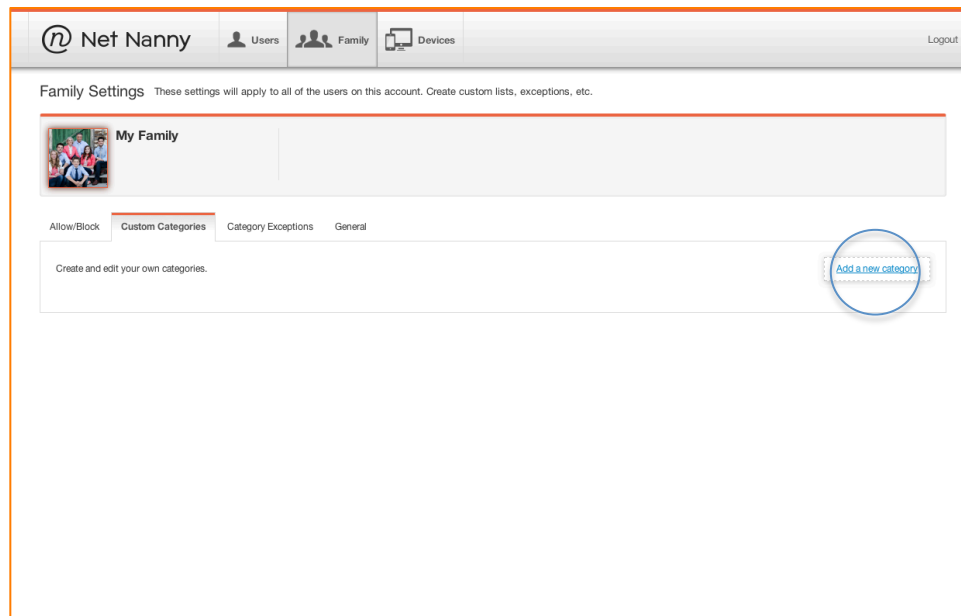 n Net Nanny
Users
Family
Devices
Logout
Family Settings These settings will apply to all of the users on this account. Create custom lists, exceptions, etc.
My Family
Allow/Block Custom Categories Category Exceptions General
Create and edit your own categories.
Add a new category